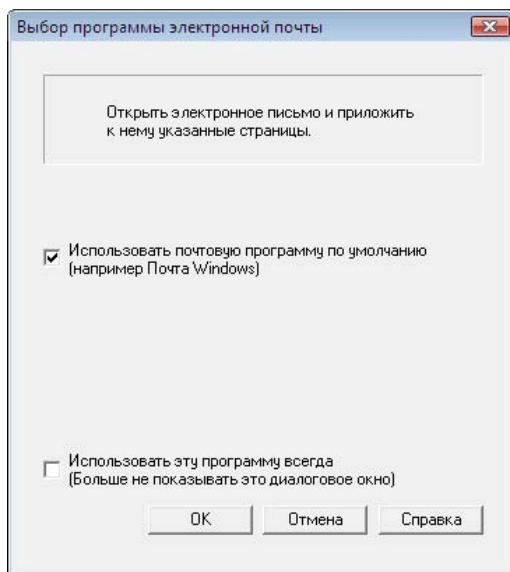 Выбор программы электронной почты
Открыть электронное письмо и приложить
к нему указанные страницы.
Использовать почтовую программу по умолчанию
(например Почта Windows)
Использовать эту программу всегда
(Больше не показывать это диалоговое окно)
OK Отмена Справка